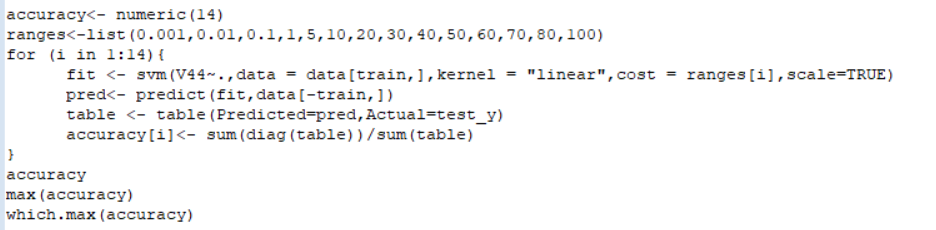 accuracy<- numeric(14)
ranges<-list(0.001,0.01,0.1,1,5,10,20,30,40,50,60,70,80,100)
for (i in 1:14){
      fit <- svm(V44~.,data = data[train,],kernel = "linear",cost = ranges[i],scale=TRUE)
      pred<- predict(fit,data[-train,])
      table <- table(Predicted=pred,Actual=test_y)
      accuracy[i]<- sum(diag(table))/sum(table)
}
accuracy
max(accuracy)
which.max(accuracy)